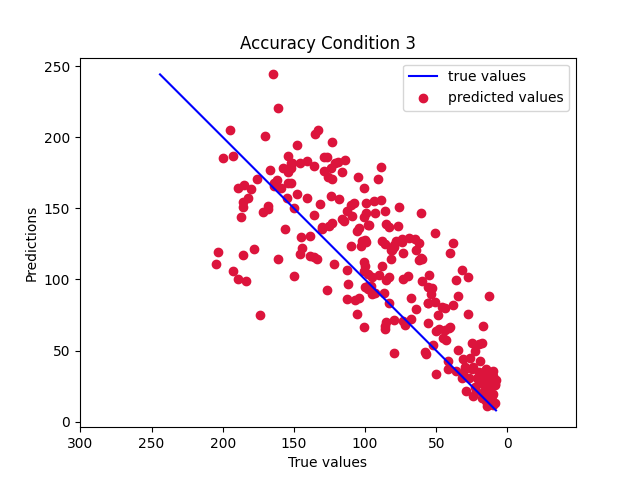 Accuracy Condition 3
true values
predicted values
250
200
150
100
50
0
Predictions
300
250
200
150
100
50
0
True values